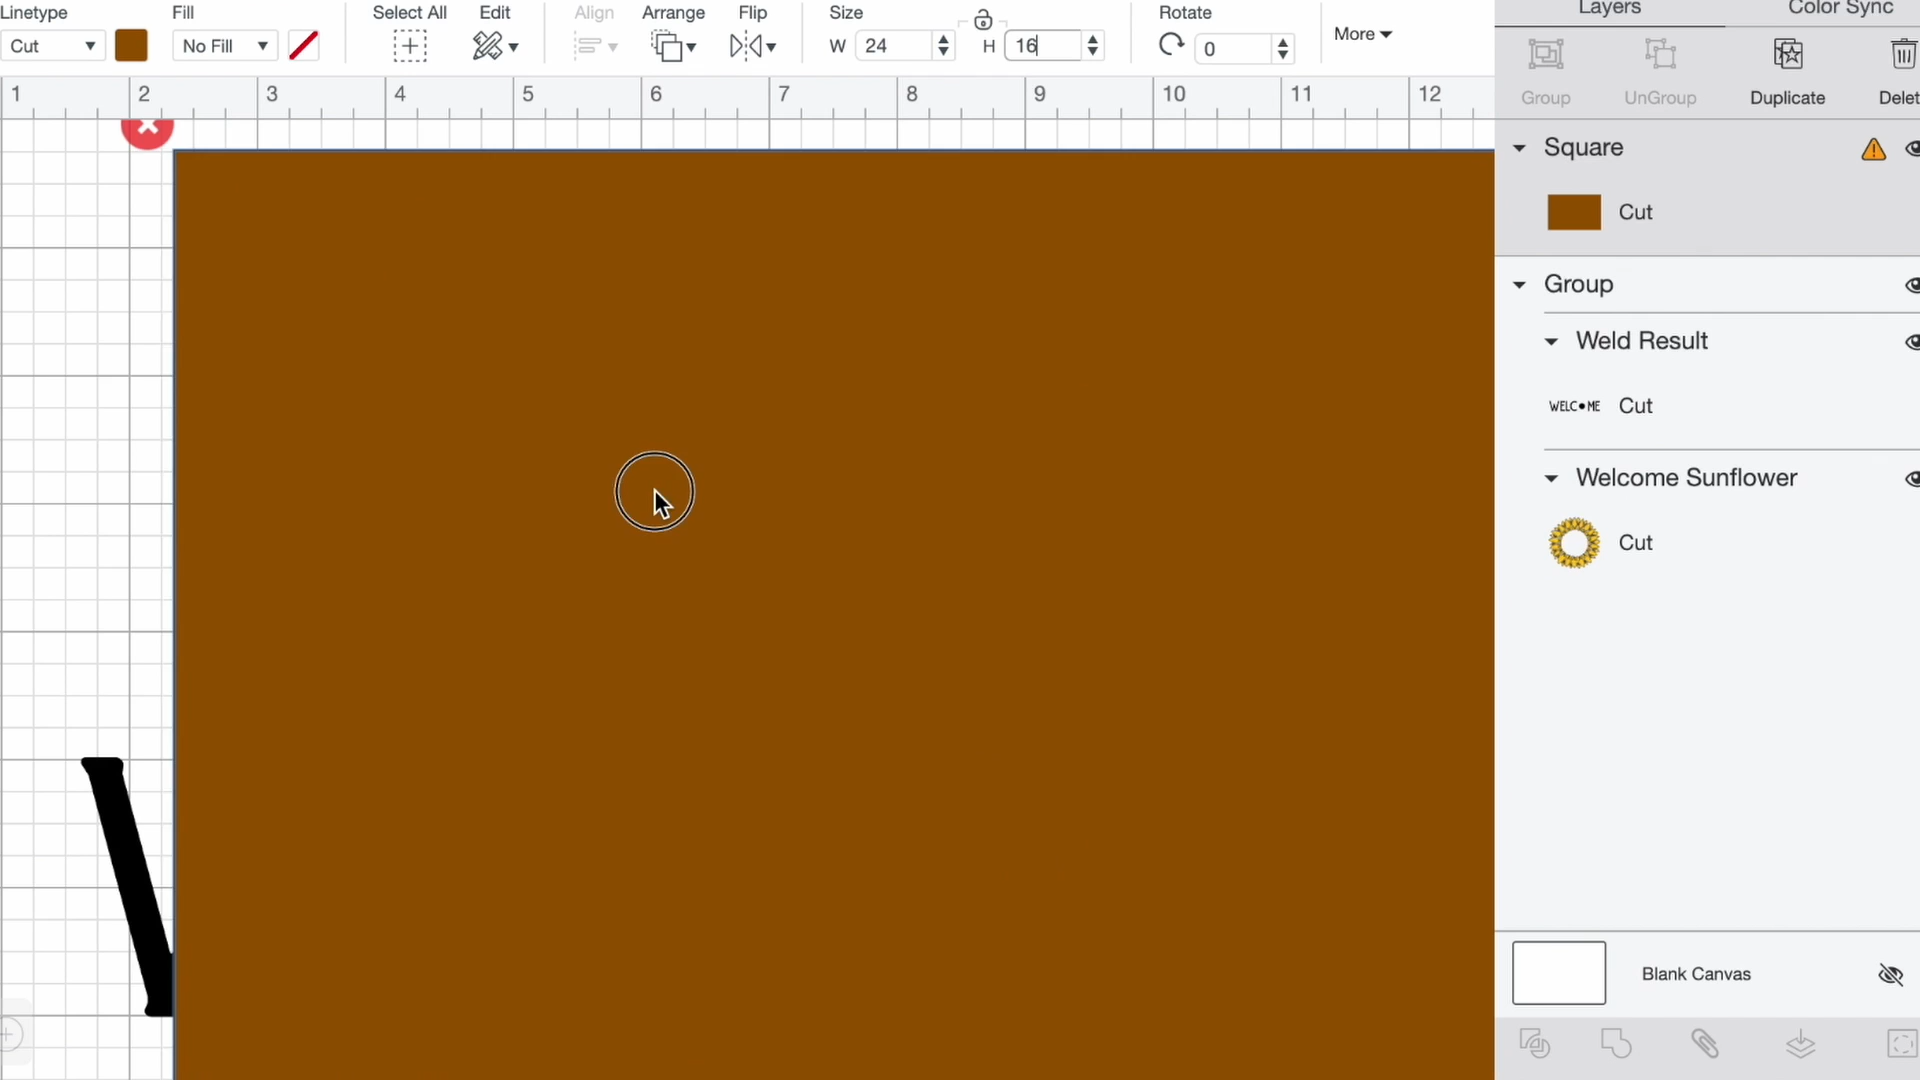 Linetype
Fill
Select All
Edit
Align
Arrange
Flip
Size
Rotate
Cut
No Fill
W 24
H 16
0
More
1 2 3 4 5 6 7 8 9 10 11 12
Layers
Color Sync
Group
UnGroup
Duplicate
Delet
Square
Cut
Group
Weld Result
WELC●ME Cut
Welcome Sunflower
Cut
Blank Canvas